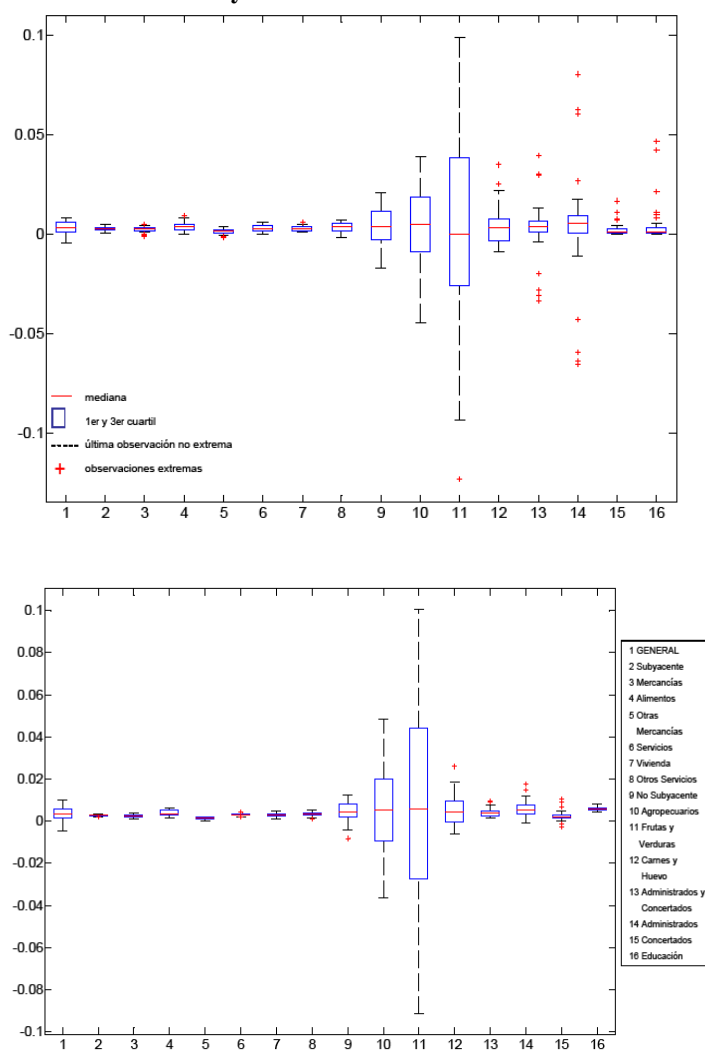 0.1
0.05
0
-0.05
-0.1
mediana
1er y 3er cuartil
última observación no extrema
observaciones extremas
1 2 3 4 5 6 7 8 9 10 11 12 13 14 15 16
0.1
0.08
0.06
0.04
0.02
0
-0.02
-0.04
-0.06
-0.08
-0.1
1 2 3 4 5 6 7 8 9 10 11 12 13 14 15 16
1 GENERAL
2 Subyacente
3 Mercancías
4 Alimentos
5 Otras
Mercancías
6 Servicios
7 Vivienda
8 Otros Servicios
9 No Subyacente
10 Agropecuarios
11 Frutas y
Verduras
12 Carnes y
Huevo
13 Administrados y
Concertados
14 Administrados
15 Concertados
16 Educación